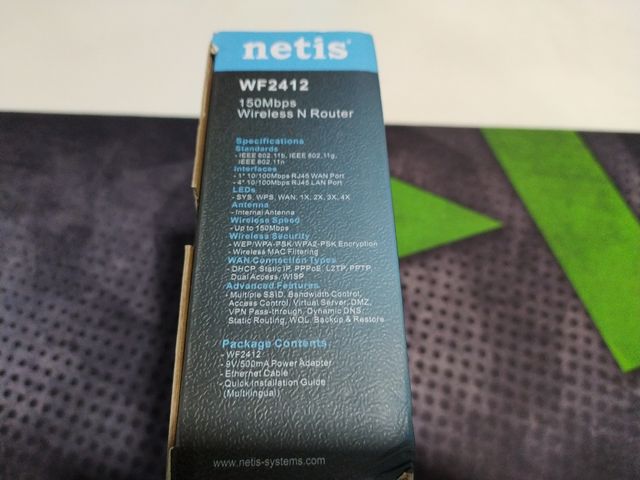 netis
WF2412
150Mbps
Wireless N Router
Specifications
Standards
- IEEE 802.11b, IEEE 802.11g,
IEEE 802.11n
Interfaces
- 1* 10/100Mbps RJ45 WAN Port
- 4* 10/100Mbps RJ45 LAN Port
LEDs
- SYS, WPS, WAN, 1X, 2X, 3X, 4X
Antenna
- Internal Antenna
Wireless Speed
- Up to 150Mbps
Wireless Security
- WEP/WPA-PSK/WPA2-PSK Encryption
- Wireless MAC Filtering
WAN Connection Types
- DHCP, Static IP, PPPoE, L2TP, PPTP,
Dual Access, WISP
Advanced Features
- Multiple SSID, Bandwidth Control,
Access Control, Virtual Server, DMZ,
VPN Pass-through, Dynamic DNS,
Static Routing, WOL, Backup & Restore
Package Contents
- WF2412
- 9V/500mA Power Adapter
- Ethernet Cable
- Quick Installation Guide
(Multilingual)
www.netis-systems.com